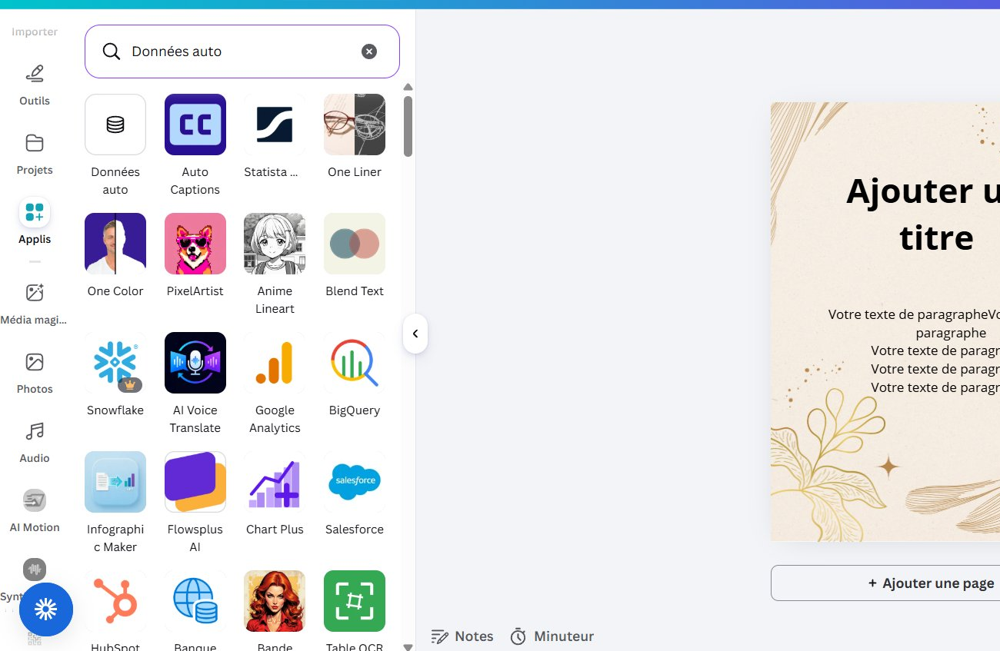 Importer
Outils
Projets
Applis
Média magi...
Photos
Audio
AI Motion
Données auto
Données
auto
CC
Auto
Captions
Statista ...
One Liner
One Color
PixelArtist
Anime
Lineart
Blend Text
Snowflake
AI Voice
Translate
Google
Analytics
BigQuery
Infographi
c Maker
Flowsplus
AI
Chart Plus
salesforce
Salesforce
HubSpot
Banque
Bande
Table OCR
Ajouter u
titre
Votre texte de paragrapheVo
paragraphe
Votre texte de paragr
Votre texte de paragr
Votre texte de paragr
+ Ajouter une page
Notes
Minuteur